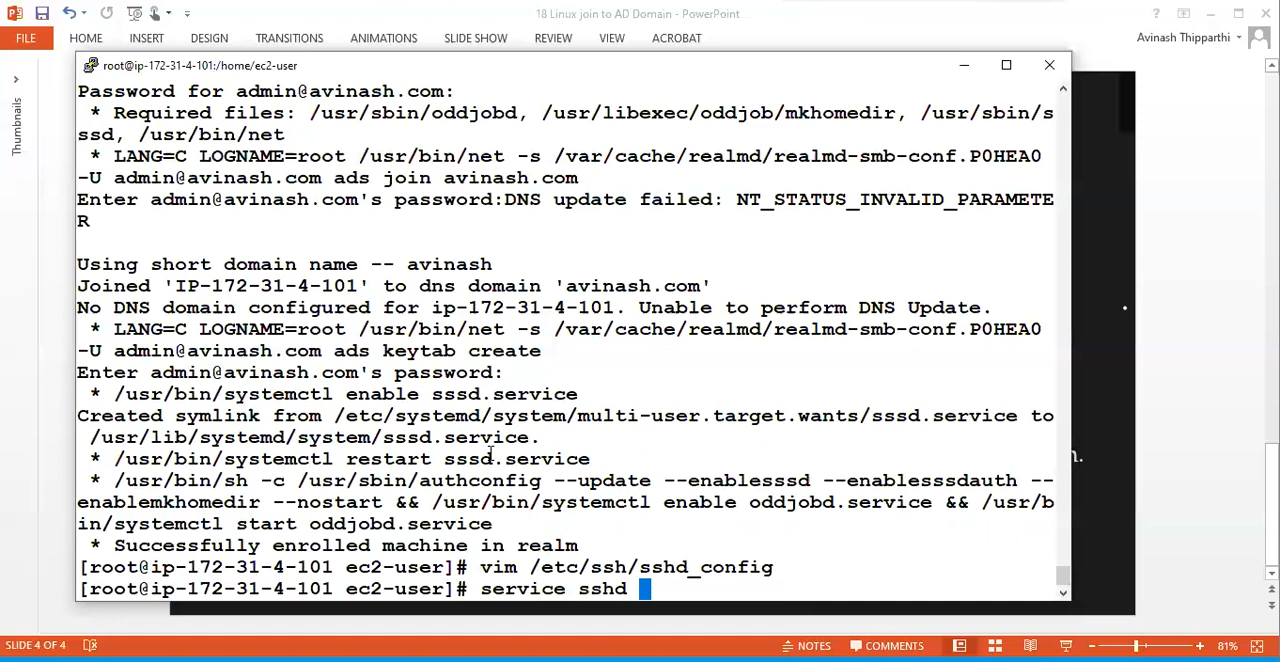 18 Linux join to AD Domain - PowerPoint
FILE HOME INSERT DESIGN TRANSITIONS ANIMATIONS SLIDE SHOW REVIEW VIEW ACROBAT Avinash Thipparthi
Thumbnails
root@ip-172-31-4-101:/home/ec2-user
Password for admin@avinash.com:
* Required files: /usr/sbin/oddjobd, /usr/libexec/oddjob/mkhomedir, /usr/sbin/s
ssd, /usr/bin/net
* LANG=C LOGNAME=root /usr/bin/net -s /var/cache/realmd/realmd-smb-conf.P0HEA0
-U admin@avinash.com ads join avinash.com
Enter admin@avinash.com's password:DNS update failed: NT_STATUS_INVALID_PARAMETE
R
Using short domain name -- avinash
Joined 'IP-172-31-4-101' to dns domain 'avinash.com'
No DNS domain configured for ip-172-31-4-101. Unable to perform DNS Update.
* LANG=C LOGNAME=root /usr/bin/net -s /var/cache/realmd/realmd-smb-conf.P0HEA0
-U admin@avinash.com ads keytab create
Enter admin@avinash.com's password:
* /usr/bin/systemctl enable sssd.service
Created symlink from /etc/systemd/system/multi-user.target.wants/sssd.service to
/usr/lib/systemd/system/sssd.service.
* /usr/bin/systemctl restart sssd.service
* /usr/bin/sh -c /usr/sbin/authconfig --update --enablesssd --enablesssdauth --
enablemkhomedir --nostart && /usr/bin/systemctl enable oddjobd.service && /usr/b
in/systemctl start oddjobd.service
* Successfully enrolled machine in realm
[root@ip-172-31-4-101 ec2-user]# vim /etc/ssh/sshd_config
[root@ip-172-31-4-101 ec2-user]# service sshd
SLIDE 4 OF 4 NOTES COMMENTS 81%